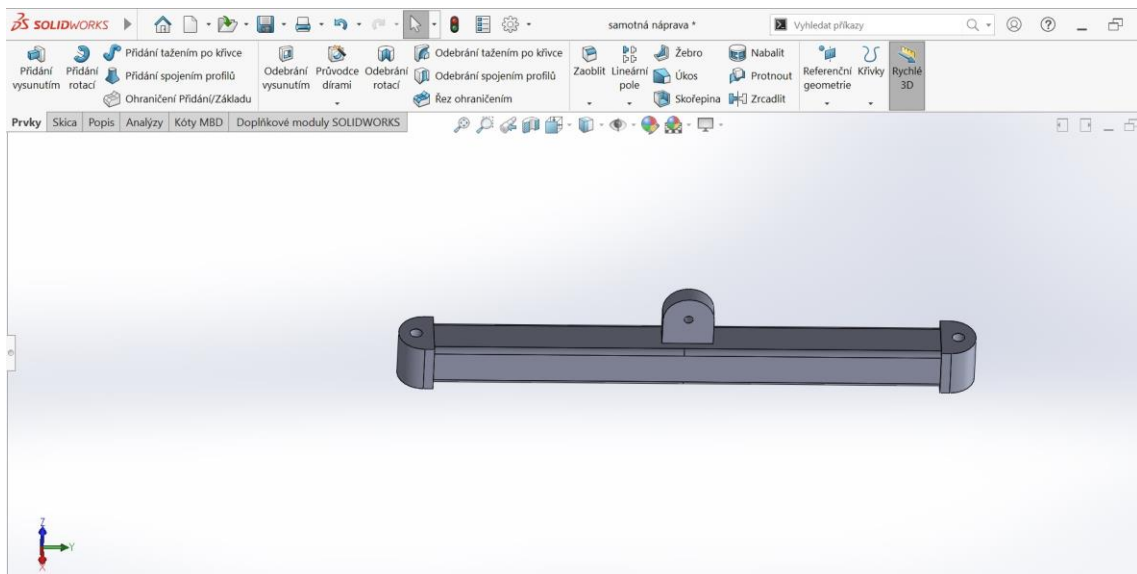 SOLIDWORKS
samotná náprava *
Vyhledat příkazy
Přidání vysunutím
Přidání rotací
Přidání tažením po křivce
Přidání spojením profilů
Ohraničení Přidání/Základu
Odebrání vysunutím
Průvodce dírami
Odebrání rotací
Odebrání tažením po křivce
Odebrání spojením profilů
Řez ohraničením
Zaoblit
Lineární pole
Žebro
Úkos
Skořepina
Nabalit
Protnout
Zrcadlit
Referenční geometrie
Křivky
Rychlé 3D
Prvky Skica Popis Analýzy Kóty MBD Doplňkové moduly SOLIDWORKS
Z
Y
X